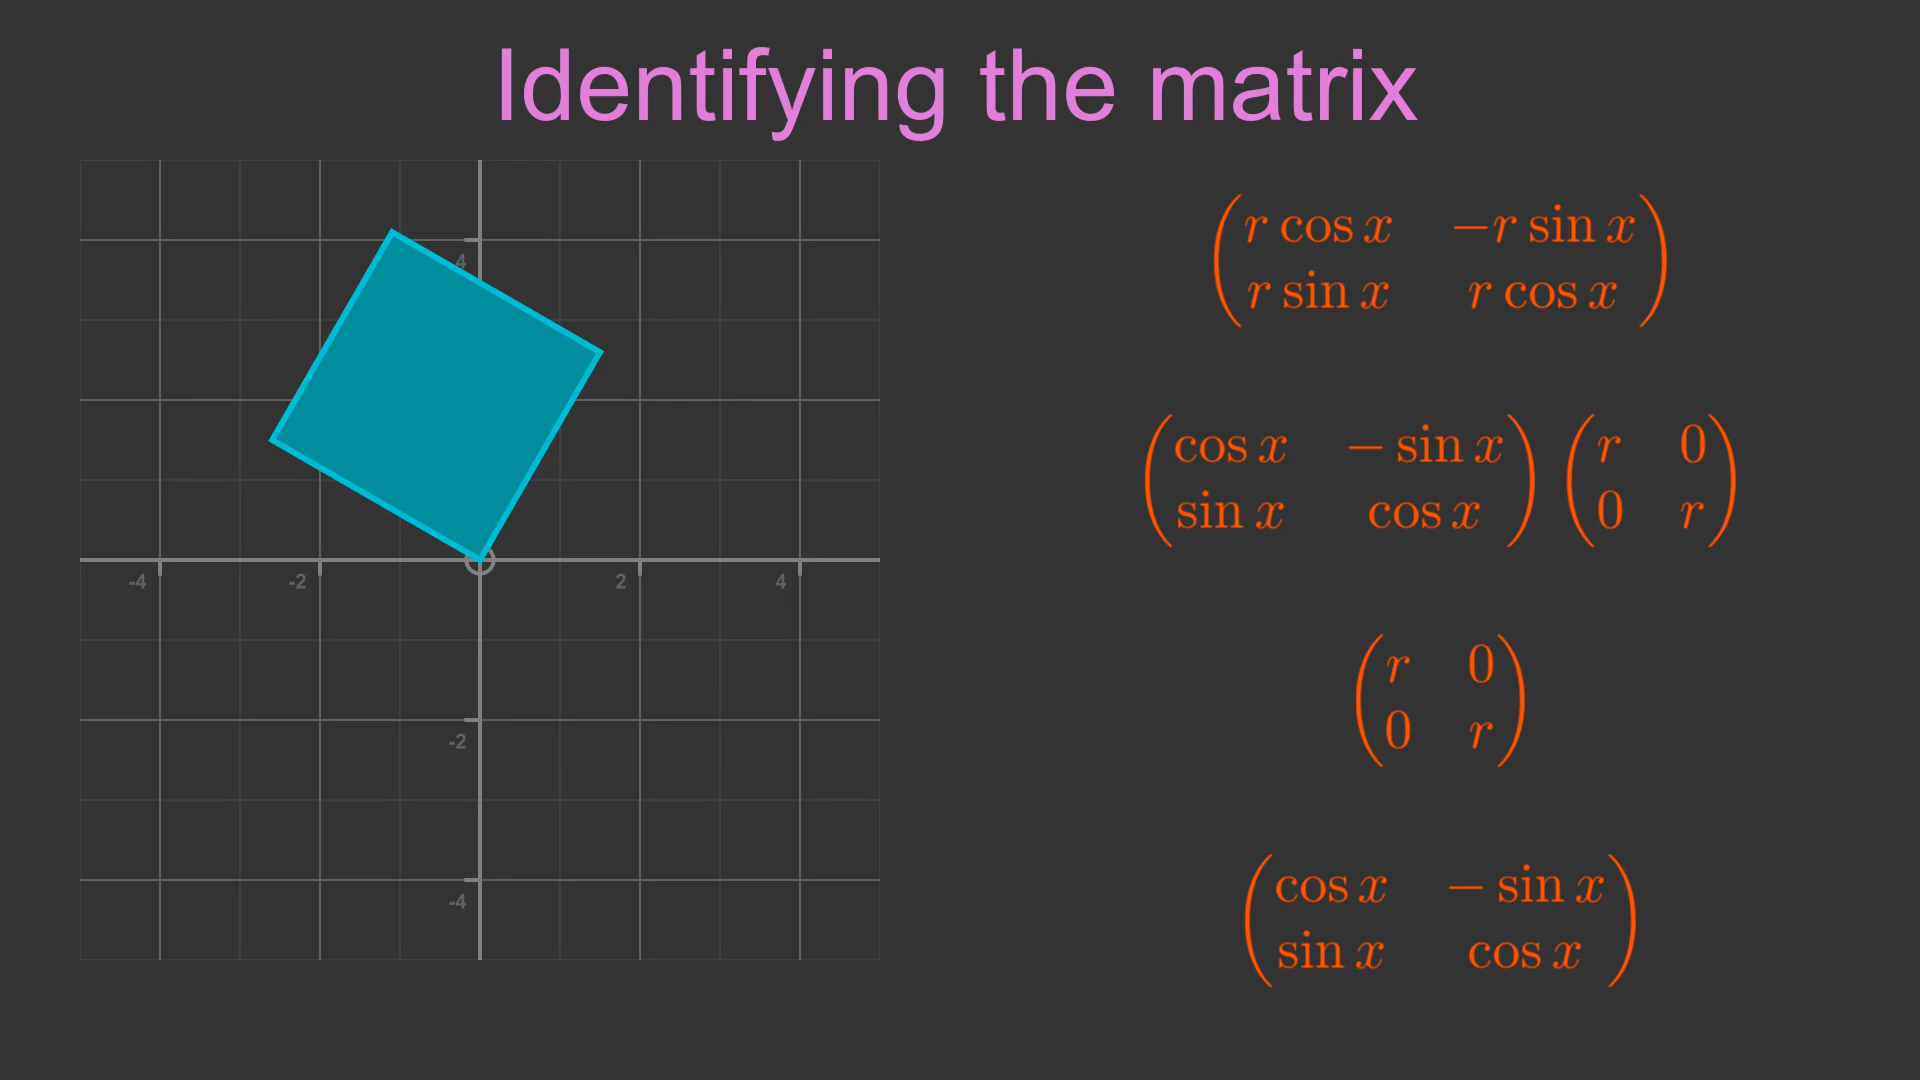 Identifying the matrix
4
-4 -2 2 4
-2
-4
r cos x −r sin x
r sin x r cos x
cos x − sin x r 0
sin x cos x 0 r
r 0
0 r
cos x − sin x
sin x cos x